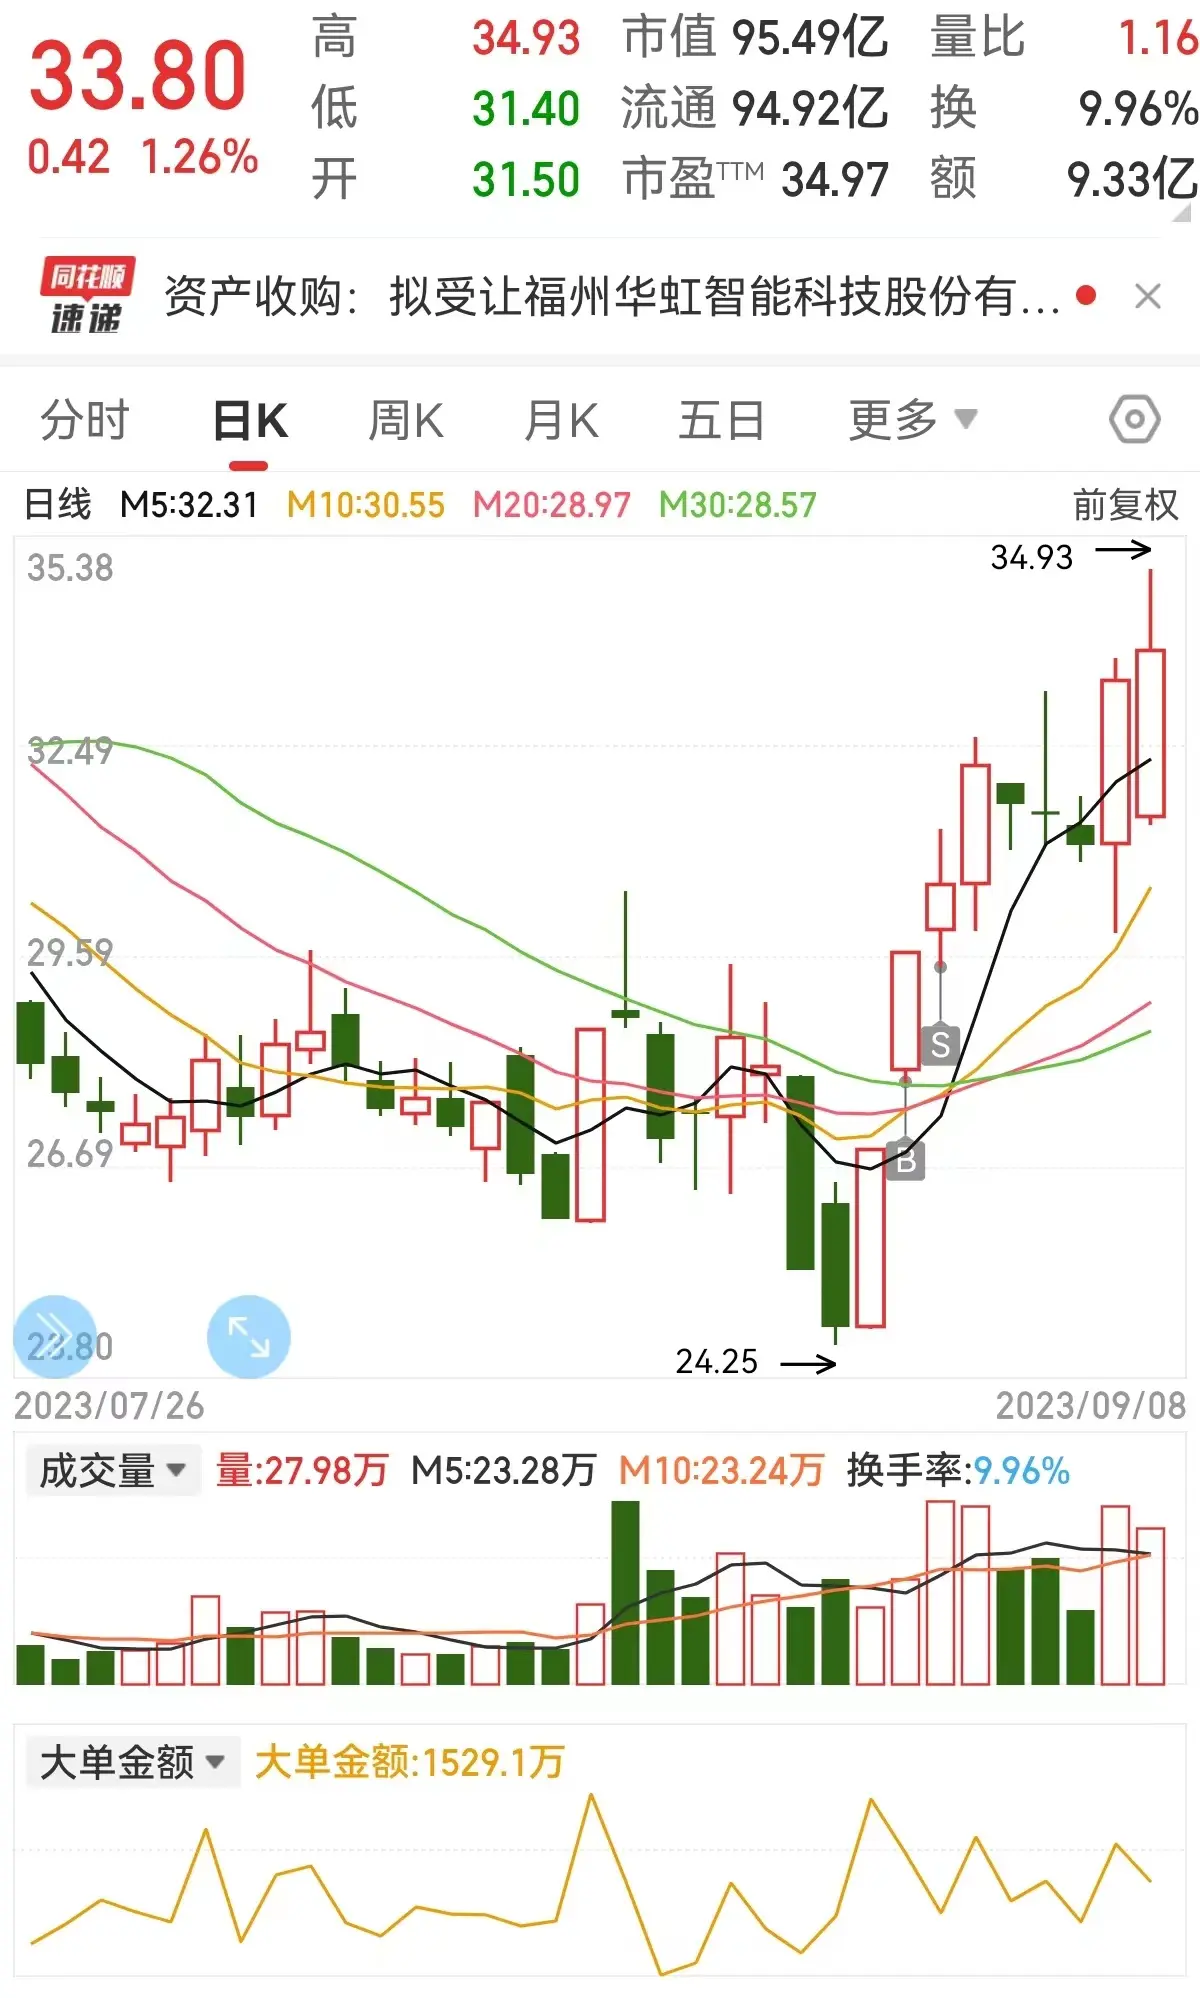 33.80
0.42 1.26%
高 34.93 市值 95.49亿 量比 1.16
低 31.40 流通 94.92亿 换 9.96%
开 31.50 市盈TTM 34.97 额 9.33亿
同花顺
速递
资产收购：拟受让福州华虹智能科技股份有...
分时 日K 周K 月K 五日 更多
日线 M5:32.31 M10:30.55 M20:28.97 M30:28.57 前复权
35.38
34.93
32.49
29.59
S
26.69
B
23.80
24.25
2023/07/26 2023/09/08
成交量 量:27.98万 M5:23.28万 M10:23.24万 换手率:9.96%
大单金额 大单金额:1529.1万